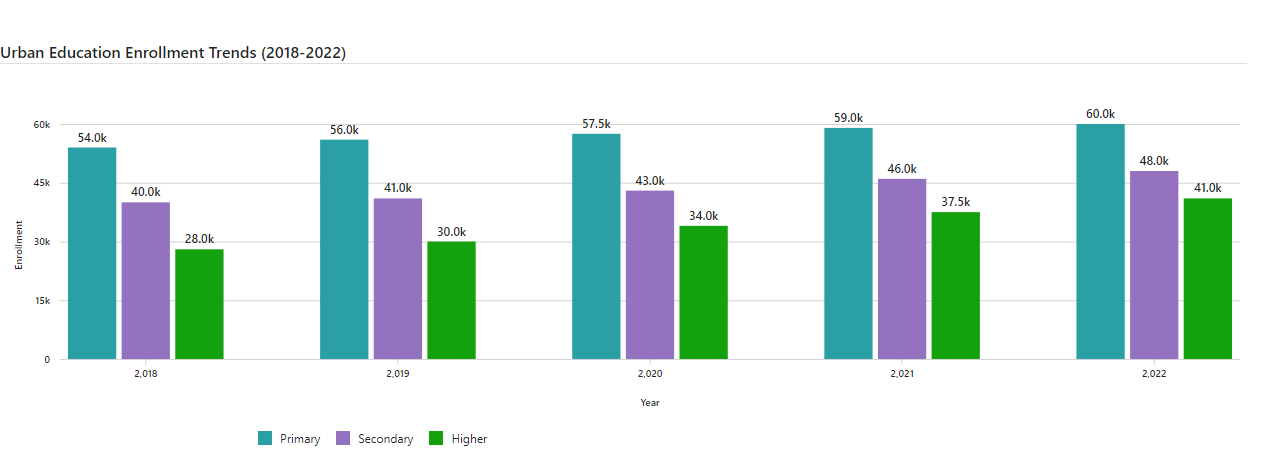 Urban Education Enrollment Trends (2018-2022)
60k
45k
30k
15k
0
Enrollment
54.0k
40.0k
28.0k
56.0k
41.0k
30.0k
57.5k
43.0k
34.0k
59.0k
46.0k
37.5k
60.0k
48.0k
41.0k
2,018
2,019
2,020
2,021
2,022
Year
Primary Secondary Higher